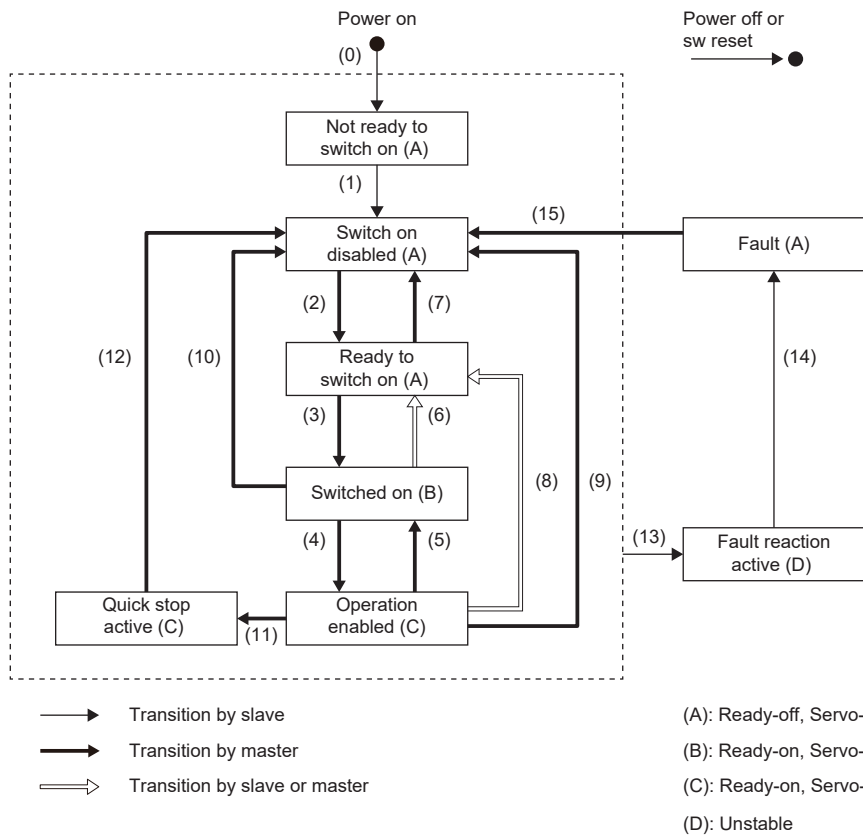 Power on
(0)
Power off or
sw reset
Not ready to
switch on (A)
(1)
(15)
Switch on
disabled (A)
Fault (A)
(2)
(7)
(12)
(10)
Ready to
switch on (A)
(14)
(3)
(6)
(8)
(9)
Switched on (B)
(4)
(5)
(13)
Fault reaction
active (D)
Quick stop
active (C)
(11)
Operation
enabled (C)
Transition by slave
Transition by master
Transition by slave or master
(A): Ready-off, Servo-
(B): Ready-on, Servo-
(C): Ready-on, Servo-
(D): Unstable